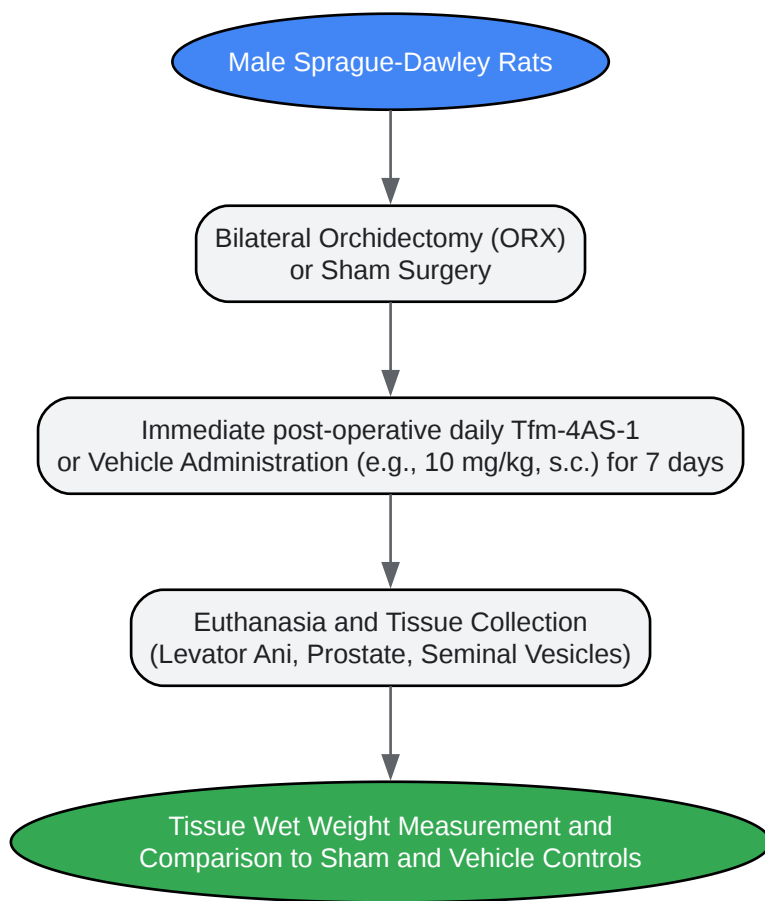 Male Sprague-Dawley Rats
Bilateral Orchidectomy (ORX)
or Sham Surgery
Immediate post-operative daily Tfm-4AS-1
or Vehicle Administration (e.g., 10 mg/kg, s.c.) for 7 days
Euthanasia and Tissue Collection
(Levator Ani, Prostate, Seminal Vesicles)
Tissue Wet Weight Measurement and
Comparison to Sham and Vehicle Controls